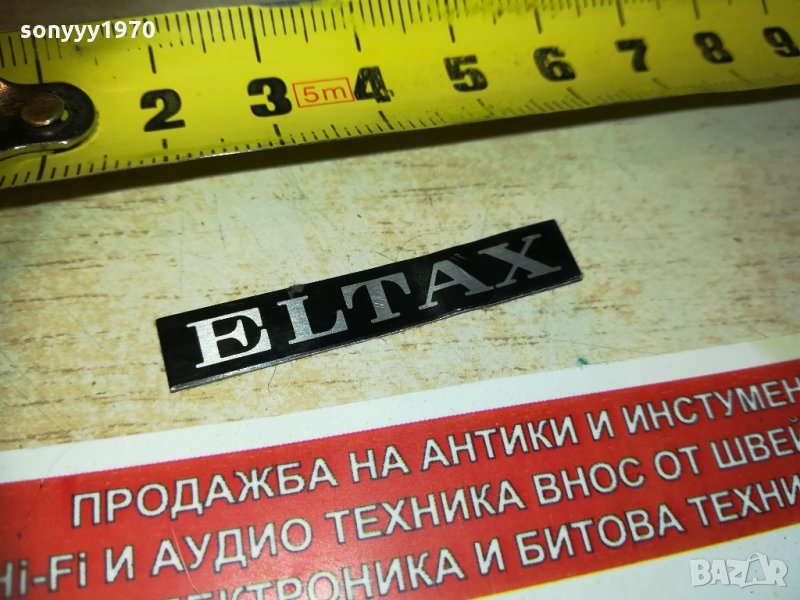 sonyyy1970
2 3 5m 4 5 6 7 8 9
ELTAX
ПРОДАЖБА НА АНТИКИ И ИНСТУМЕН
Hi-Fi И АУДИО ТЕХНИКА ВНОС ОТ ШВЕЙ
ЕКТРОНИКА И БИТОВА ТЕХНИ
BAZAR